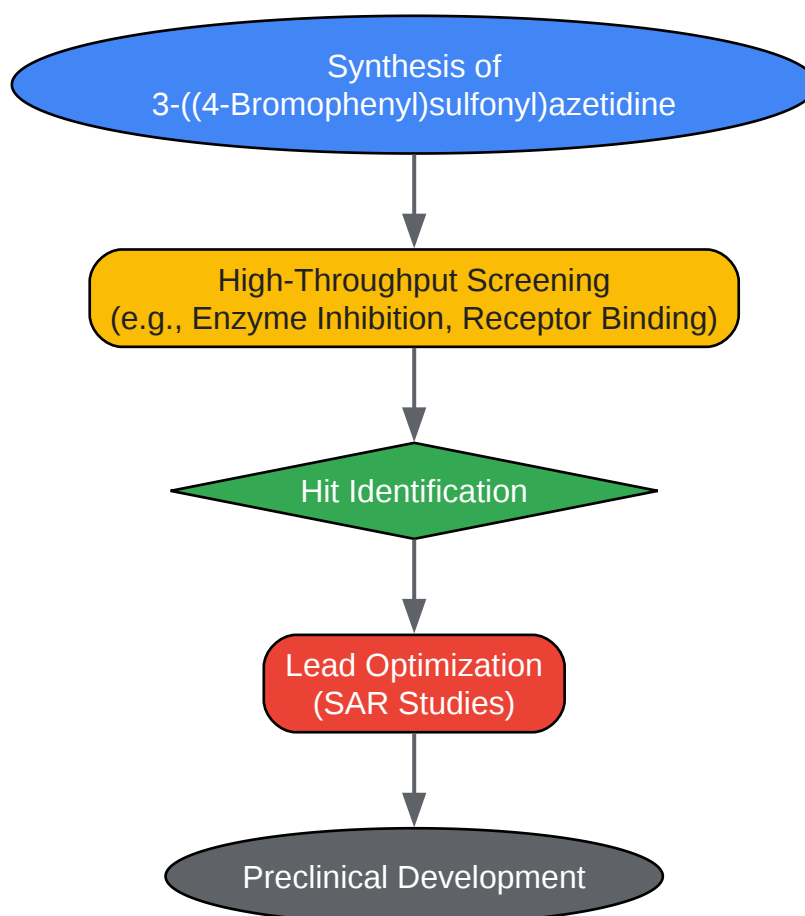 Synthesis of
3-((4-Bromophenyl)sulfonyl)azetidine
High-Throughput Screening
(e.g., Enzyme Inhibition, Receptor Binding)
Hit Identification
Lead Optimization
(SAR Studies)
Preclinical Development